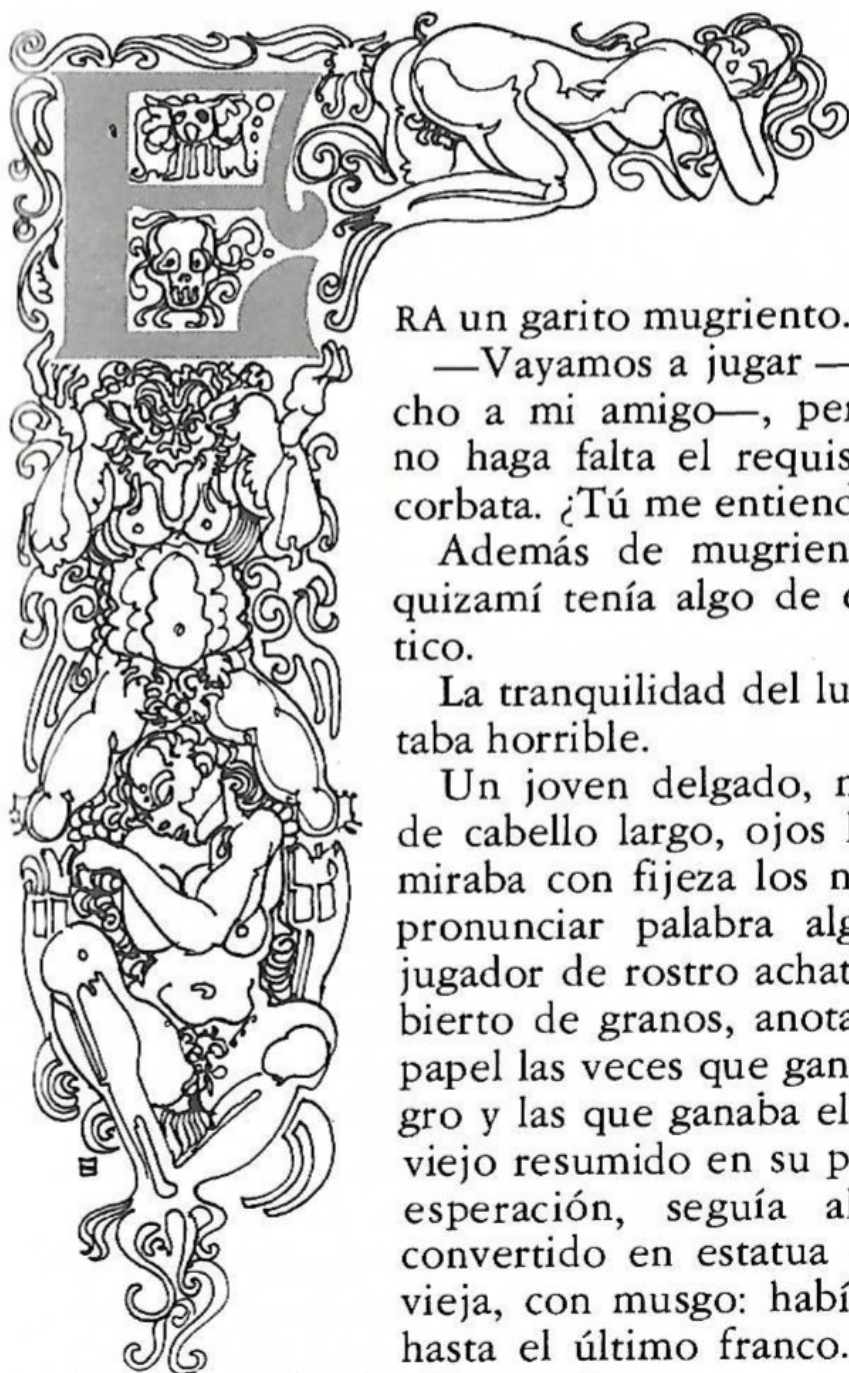 E
RA un garito mugriento.
—Vayamos a jugar —
cho a mi amigo—, per
no haga falta el requis
corbata. ¿Tú me entiend
Además de mugrien
quizamí tenía algo de e
tico.
La tranquilidad del lu
taba horrible.
Un joven delgado,
de cabello largo, ojos
miraba con fijeza los
pronunciar palabra alg
jugador de rostro achat
bierto de granos, anota
papel las veces que gan
gro y las que ganaba el
viejo resumido en su p
esperación, seguía al
convertido en estatua
vieja, con musgo: habí
hasta el último franco.